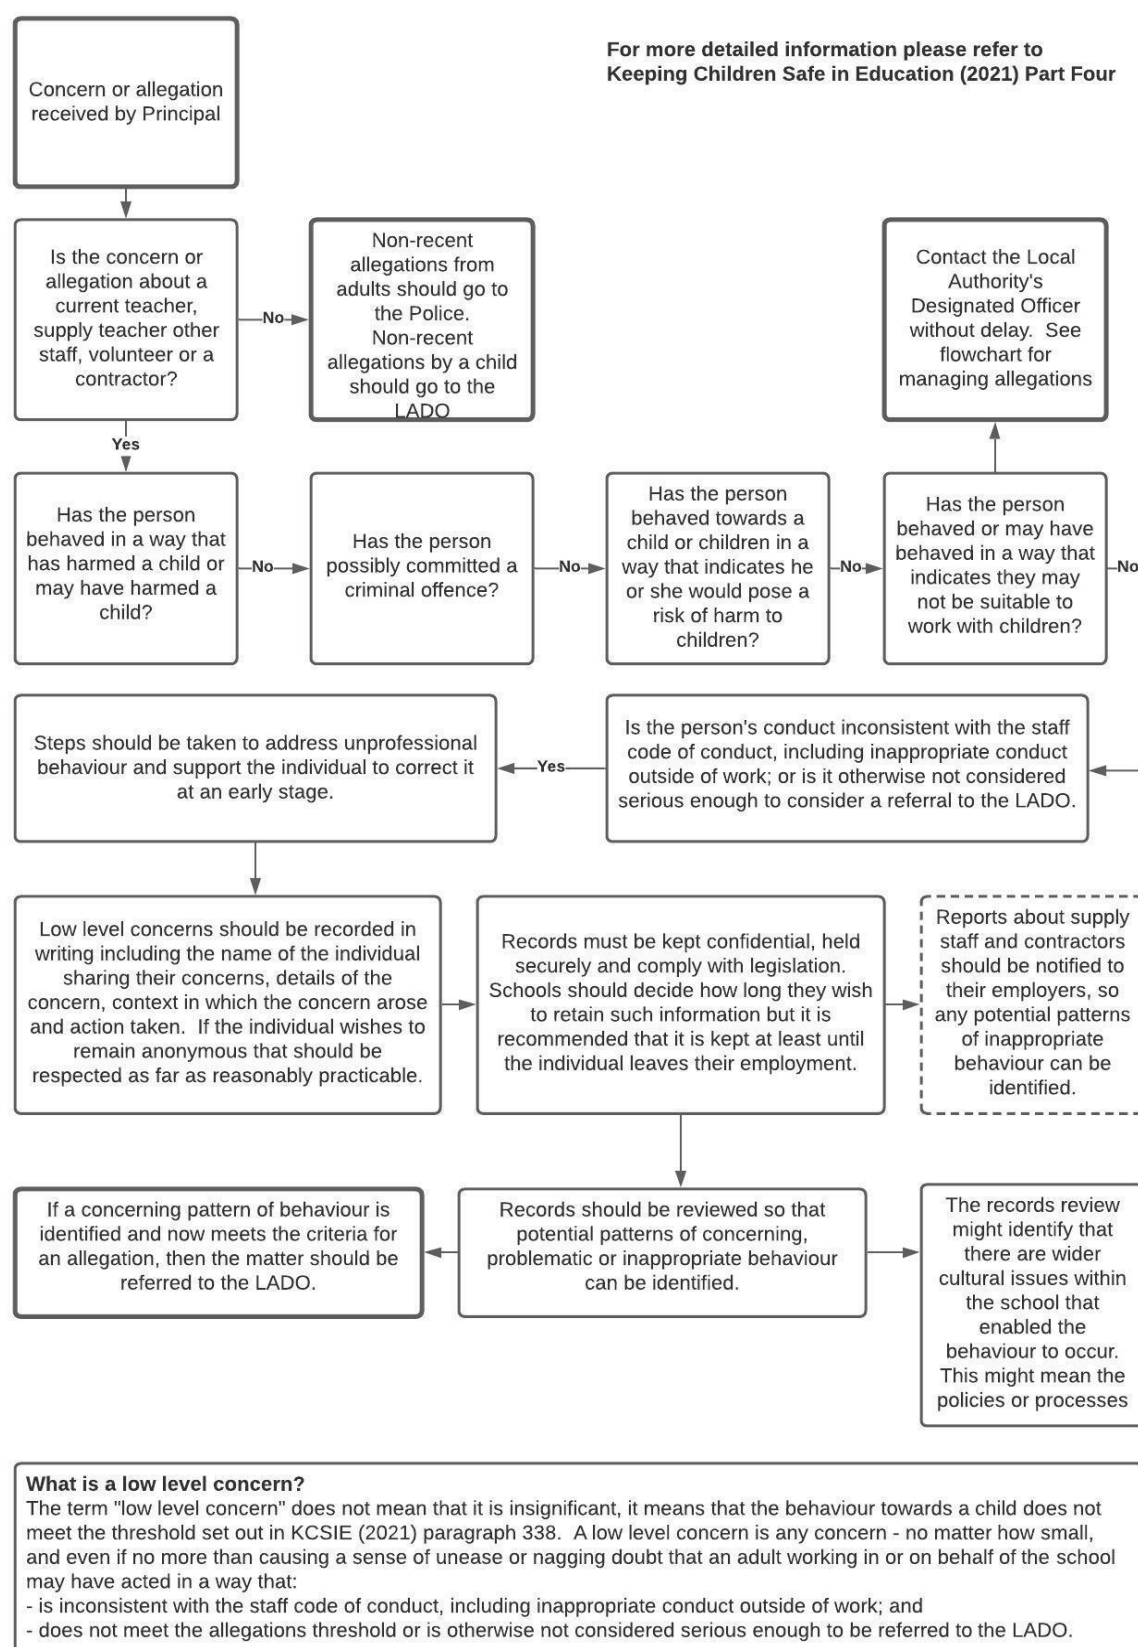 For more detailed information please refer to
Keeping Children Safe in Education (2021) Part Four
Concern or allegation
received by Principal
Is the concern or
allegation about a
current teacher,
supply teacher other
staff, volunteer or a
contractor?
No
Non-recent
allegations from
adults should go to
the Police.
Non-recent
allegations by a child
should go to the
LADO
Contact the Local
Authority's
Designated Officer
without delay. See
flowchart for
managing allegations
Yes
Has the person
behaved in a way that
has harmed a child or
may have harmed a
child?
No
Has the person
possibly committed a
criminal offence?
No
Has the person
behaved towards a
child or children in a
way that indicates he
or she would pose a
risk of harm to
children?
No
Has the person
behaved or may have
behaved in a way that
indicates they may
not be suitable to
work with children?
No
Is the person's conduct inconsistent with the staff
code of conduct, including inappropriate conduct
outside of work; or is it otherwise not considered
serious enough to consider a referral to the LADO.
Yes
Steps should be taken to address unprofessional
behaviour and support the individual to correct it
at an early stage.
Low level concerns should be recorded in
writing including the name of the individual
sharing their concerns, details of the
concern, context in which the concern arose
and action taken. If the individual wishes to
remain anonymous that should be
respected as far as reasonably practicable.
Records must be kept confidential, held
securely and comply with legislation.
Schools should decide how long they wish
to retain such information but it is
recommended that it is kept at least until
the individual leaves their employment.
Reports about supply
staff and contractors
should be notified to
their employers, so
any potential patterns
of inappropriate
behaviour can be
identified.
If a concerning pattern of behaviour is
identified and now meets the criteria for
an allegation, then the matter should be
referred to the LADO.
Records should be reviewed so that
potential patterns of concerning,
problematic or inappropriate behaviour
can be identified.
The records review
might identify that
there are wider
cultural issues within
the school that
enabled the
behaviour to occur.
This might mean the
policies or processes
What is a low level concern?
The term "low level concern" does not mean that it is insignificant, it means that the behaviour towards a child does not
meet the threshold set out in KCSIE (2021) paragraph 338. A low level concern is any concern - no matter how small,
and even if no more than causing a sense of unease or nagging doubt that an adult working in or on behalf of the school
may have acted in a way that:
- is inconsistent with the staff code of conduct, including inappropriate conduct outside of work; and
- does not meet the allegations threshold or is otherwise not considered serious enough to be referred to the LADO.